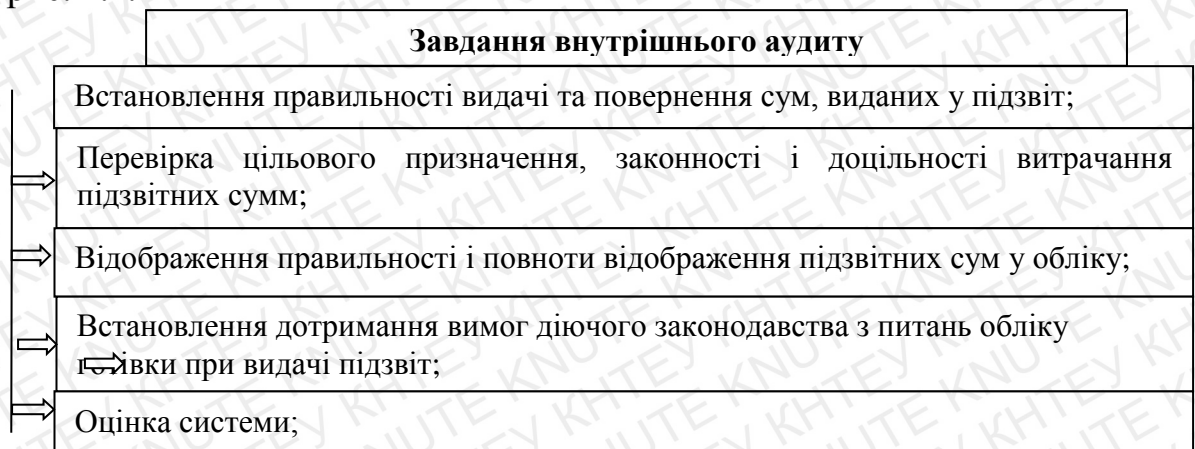 Завдання внутрішнього аудиту
Встановлення правильності видачі та повернення сум, виданих у підзвіт;
Перевірка цільового призначення, законності і доцільності витрачання
підзвітних сумм;
Відображення правильності і повноти відображення підзвітних сум у обліку;
Встановлення дотримання вимог діючого законодавства з питань обліку
при видачі підзвіт;
Оцінка системи;